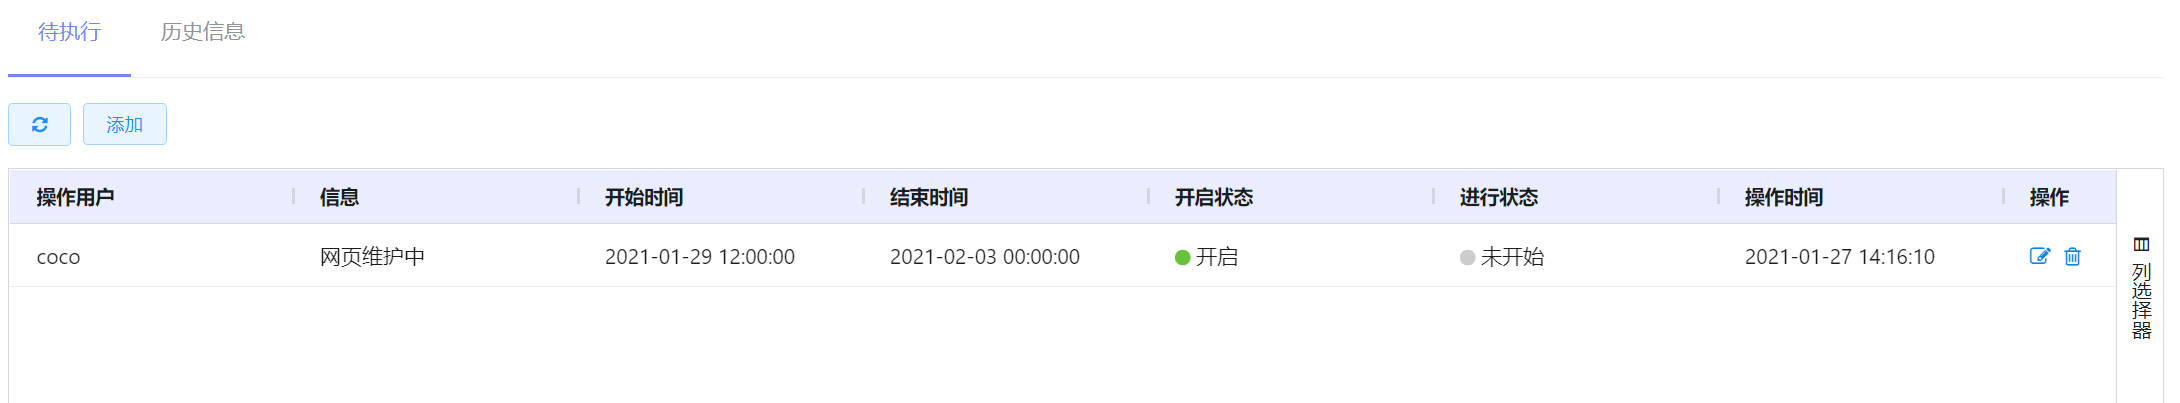 待执行 历史信息
添加
操作用户 信息 开始时间 结束时间 开启状态 进行状态 操作时间 操作
coco 网页维护中 2021-01-29 12:00:00 2021-02-03 00:00:00 开启 未开始 2021-01-27 14:16:10
列选择器